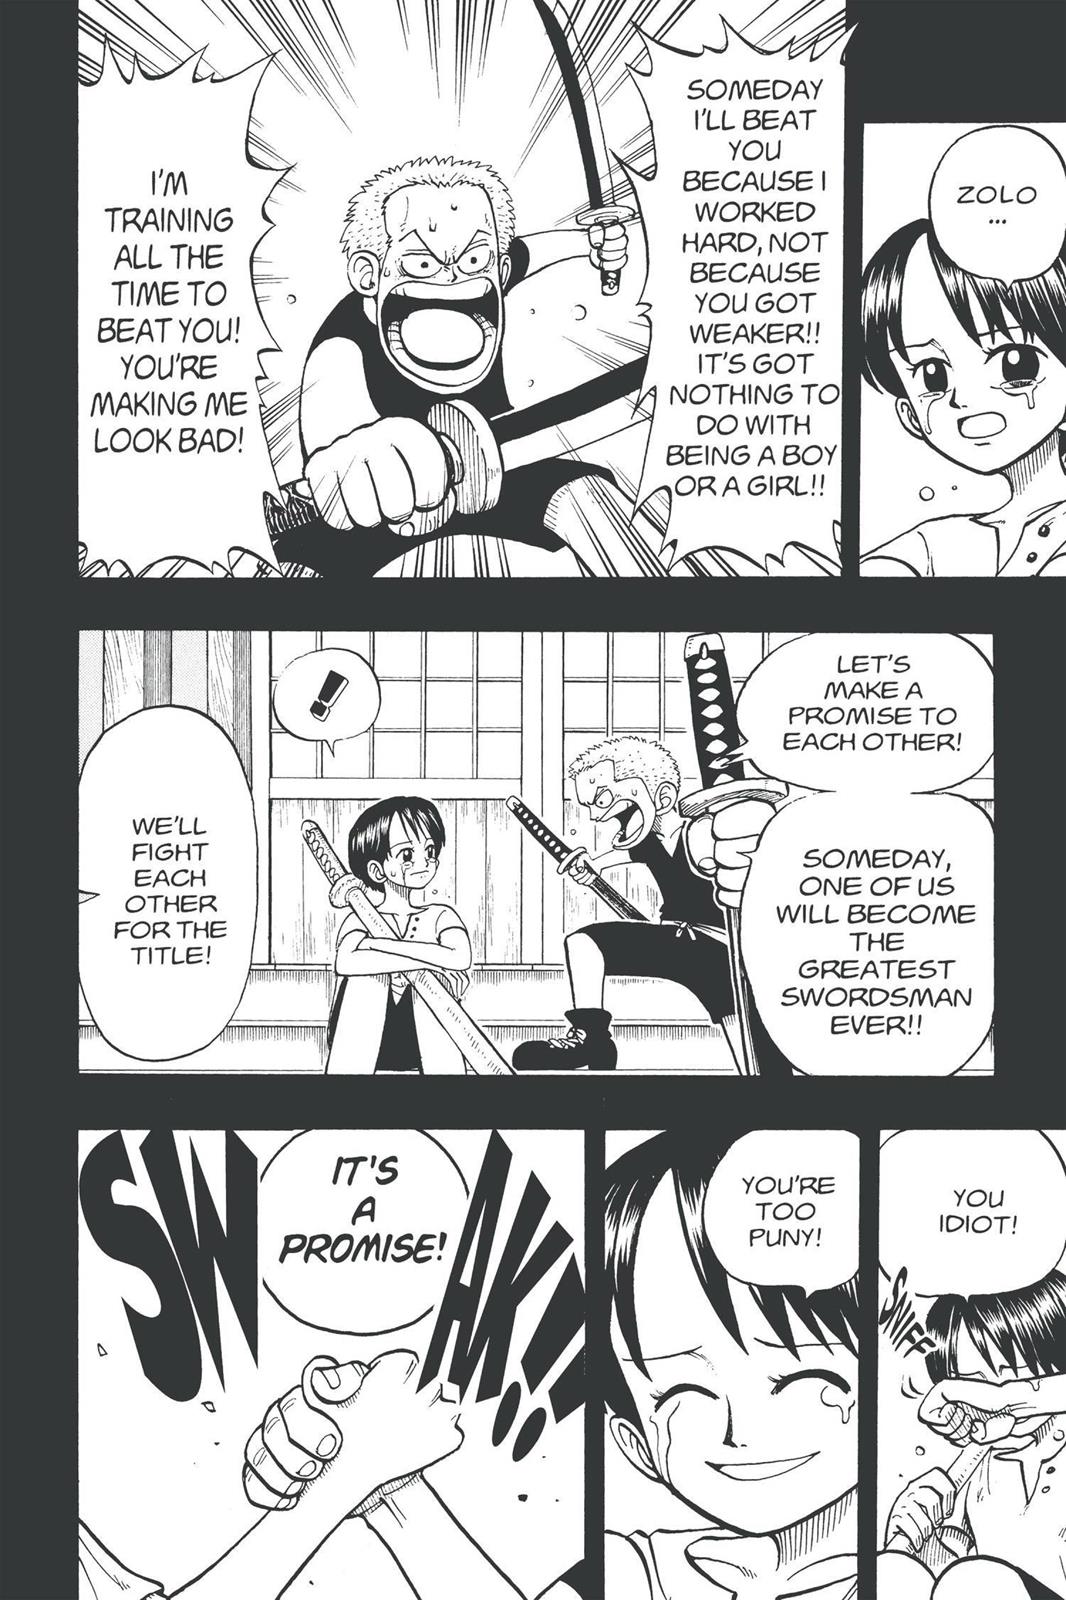 ZOLO
...
SOMEDAY
I'LL BEAT
YOU
BECAUSE I
WORKED
HARD, NOT
BECAUSE
YOU GOT
WEAKER!!
IT'S GOT
NOTHING TO
DO WITH
BEING A BOY
OR A GIRL!!
I'M
TRAINING
ALL THE
TIME TO
BEAT YOU!
YOU'RE
MAKING ME
LOOK BAD!
LET'S
MAKE A
PROMISE TO
EACH OTHER!
SOMEDAY,
ONE OF US
WILL BECOME
THE
GREATEST
SWORDSMAN
EVER!!
!
WE'LL
FIGHT
EACH
OTHER
FOR THE
TITLE!
YOU
IDIOT!
SNIFF
YOU'RE
TOO
PUNY!
IT'S
A
PROMISE!
SWAK!!